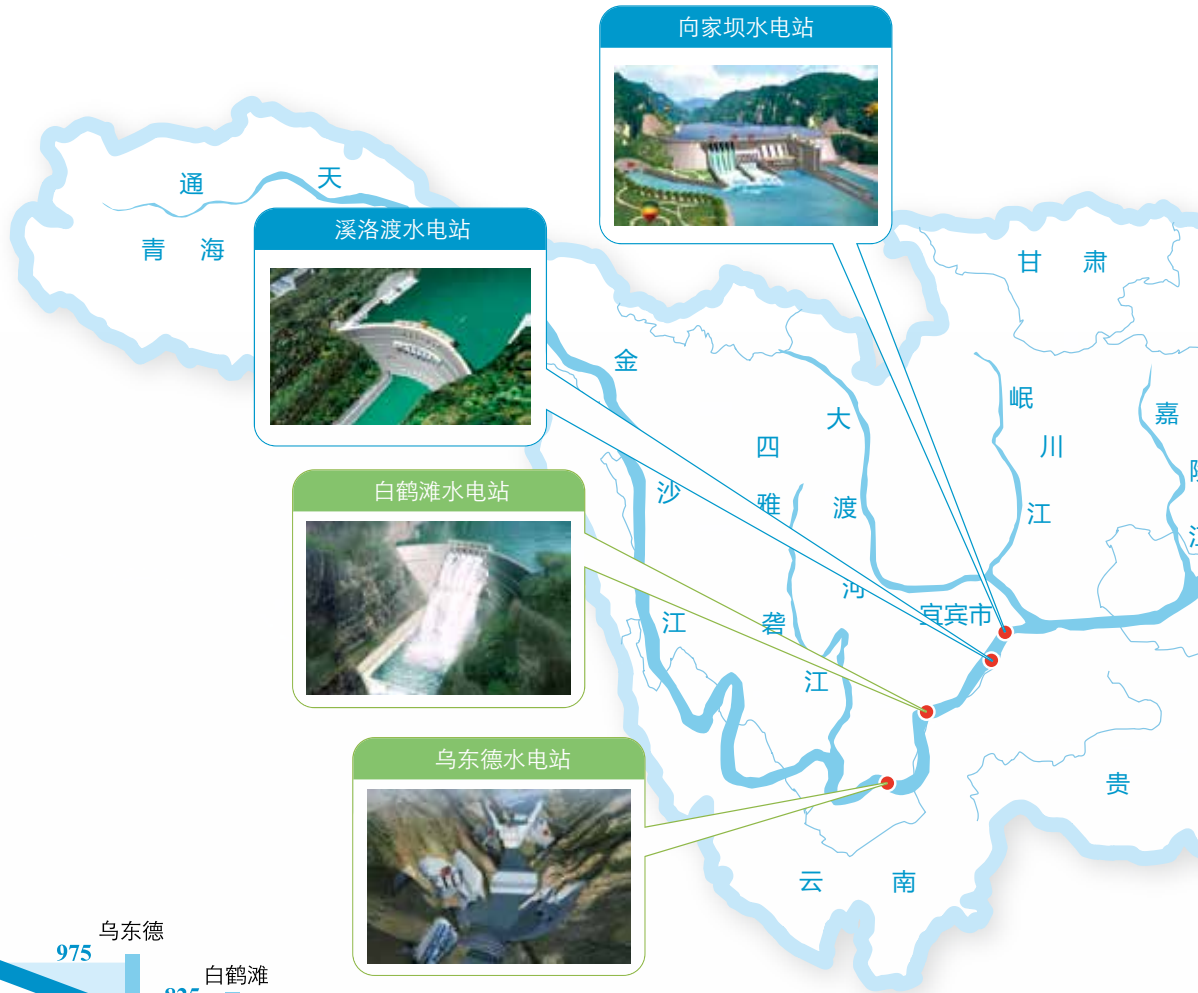 向家坝水电站
通 天
溪洛渡水电站
青 海
甘 肃
金
岷
大
嘉
四
川
白鹤滩水电站
沙
雅
渡
江
河
宜宾市
江
砻
江
乌东德水电站
贵
云 南
乌东德
975
白鹤滩